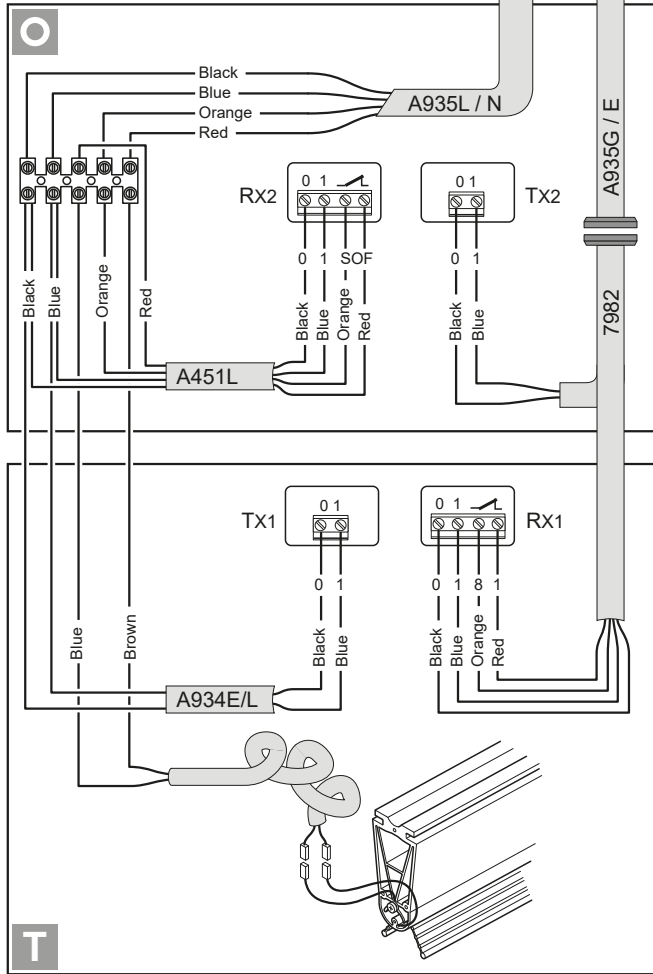 O
Black
Blue
Orange
Red
A935L / N
A935G / E
RX2
0 1
TX2
0 1
0 1 SOF
0 1
Black
Blue
Orange
Red
Black
Blue
Orange
Red
Black
Blue
7982
A451L
TX1
0 1
RX1
0 1
0 1
0 1 8 1
Blue
Brown
Black
Blue
Black
Blue
Orange
Red
A934E/L
T